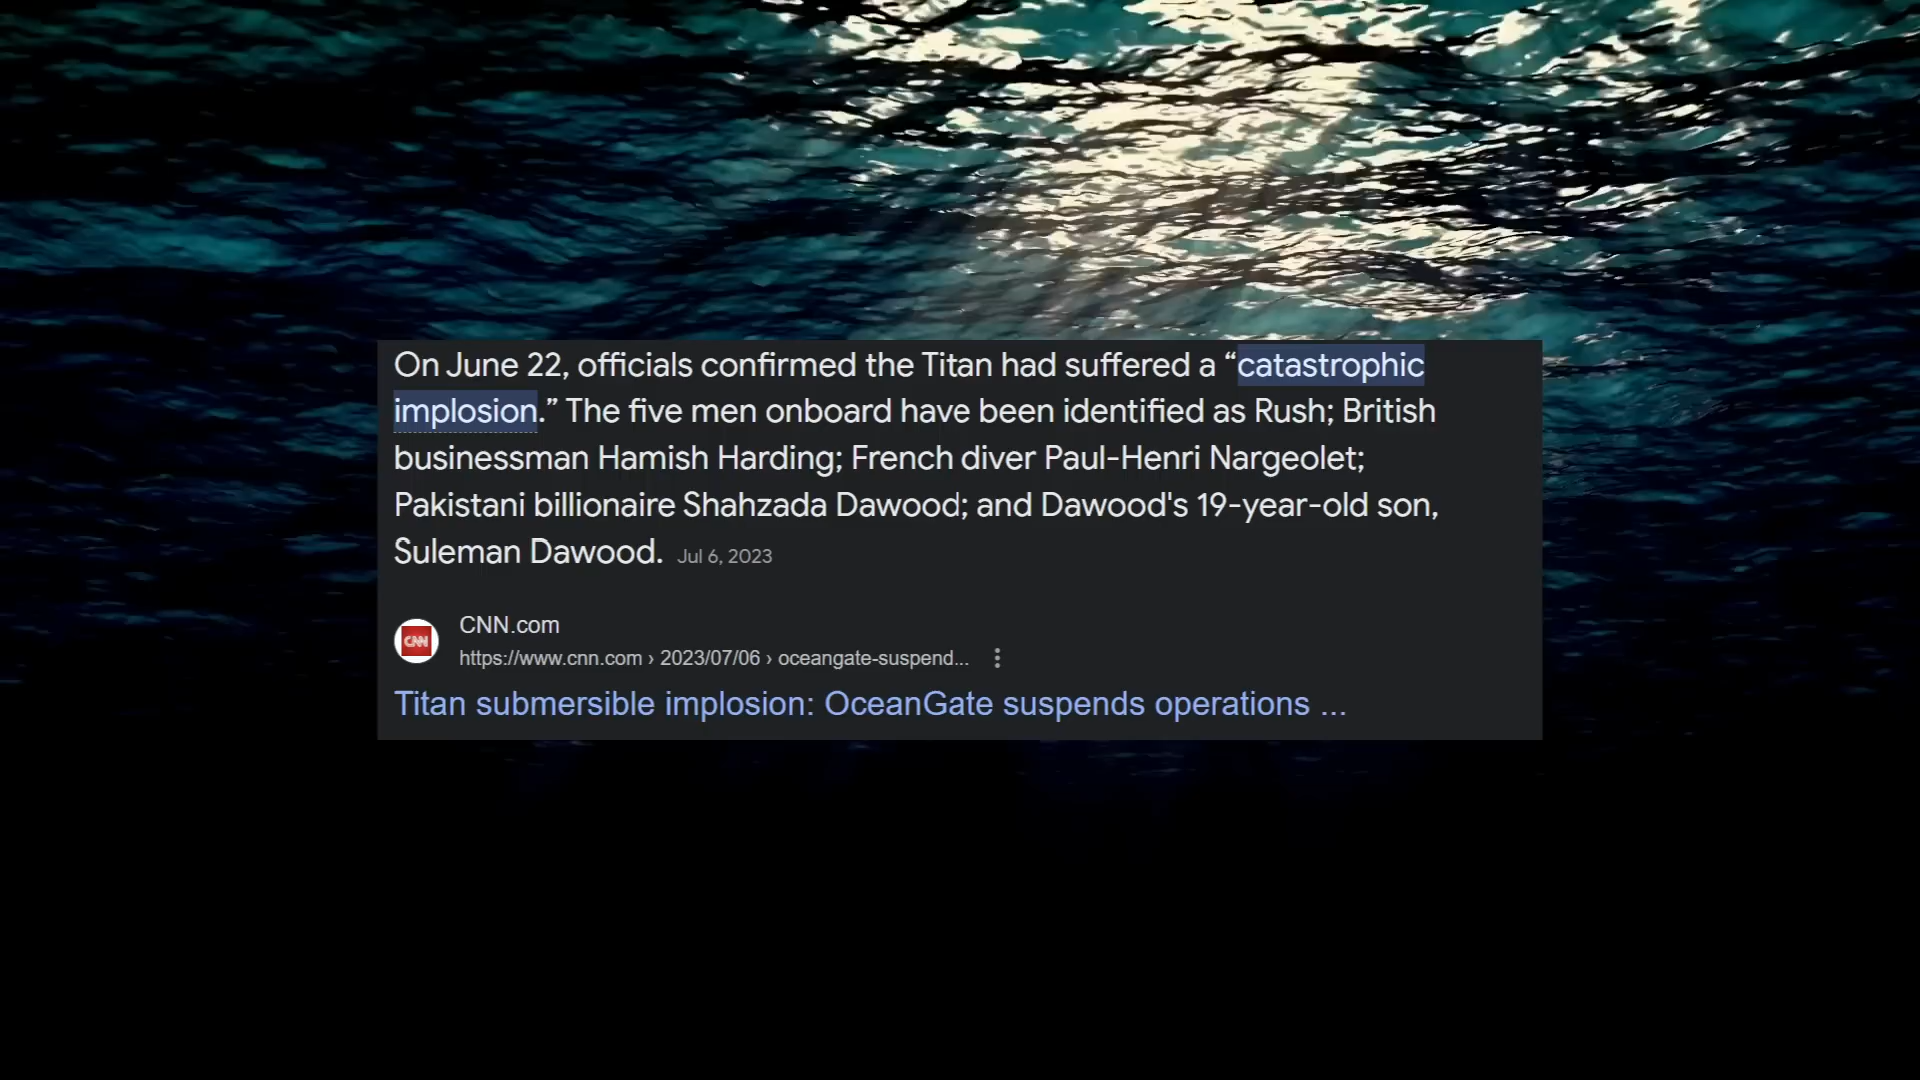 On June 22, officials confirmed the Titan had suffered a “catastrophic
implosion.” The five men onboard have been identified as Rush; British
businessman Hamish Harding; French diver Paul-Henri Nargeolet;
Pakistani billionaire Shahzada Dawood; and Dawood's 19-year-old son,
Suleman Dawood. Jul 6, 2023
CNN
CNN.com
https://www.cnn.com › 2023/07/06 › oceangate-suspend...
Titan submersible implosion: OceanGate suspends operations ...